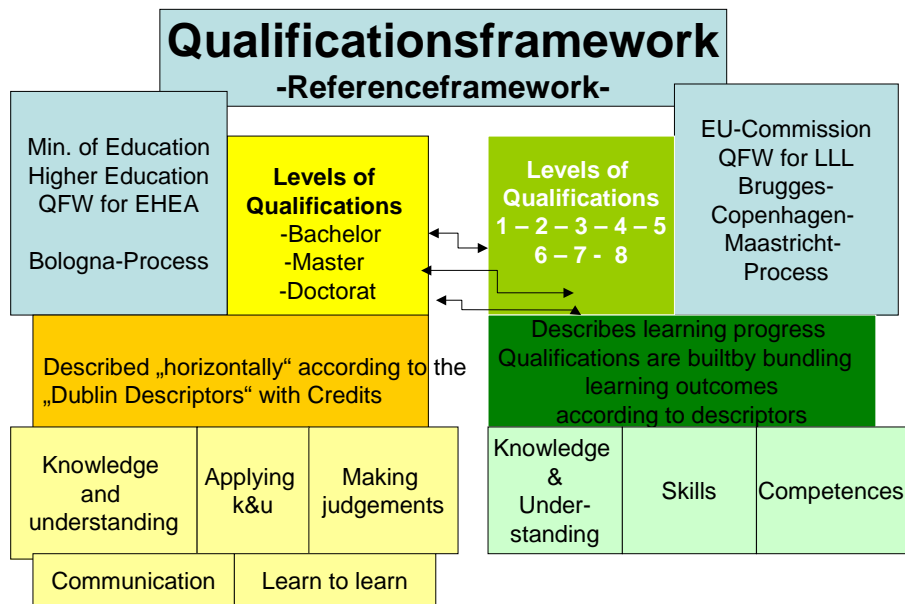 Qualificationsframework
-Referenceframework-
Min. of Education
Higher Education
QFW for EHEA
Bologna-Process
Levels of
Qualifications
-Bachelor
-Master
-Doctorat
Levels of
Qualifications
1 – 2 – 3 – 4 – 5
6 – 7 - 8
EU-Commission
QFW for LLL
Brugges-
Copenhagen-
Maastricht-
Process
Described „horizontally“ according to the
„Dublin Descriptors“ with Credits
Describes learning progress
Qualifications are builtby bundling
learning outcomes
according to descriptors
Knowledge
and
understanding
Applying
k&u
Making
judgements
Communication
Learn to learn
Knowledge
&
Under-
standing
Skills
Competences